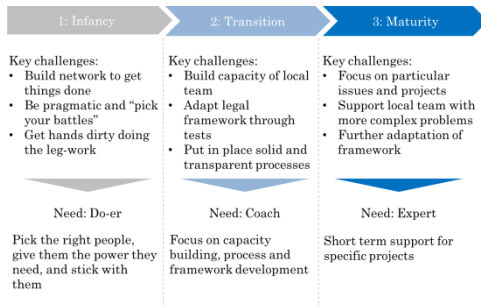 1: Infancy
2: Transition
3: Maturity
Key challenges:
• Build network to get
things done
• Be pragmatic and “pick
your battles”
• Get hands dirty doing
the leg-work
Key challenges:
• Build capacity of local
team
• Adapt legal
framework through
tests
• Put in place solid and
transparent processes
Key challenges:
• Focus on particular
issues and projects
• Support local team with
more complex problems
• Further adaptation of
framework
Need: Do-er
Need: Coach
Need: Expert
Pick the right people,
give them the power they
need, and stick with
them
Focus on capacity
building, process and
framework development
Short term support for
specific projects